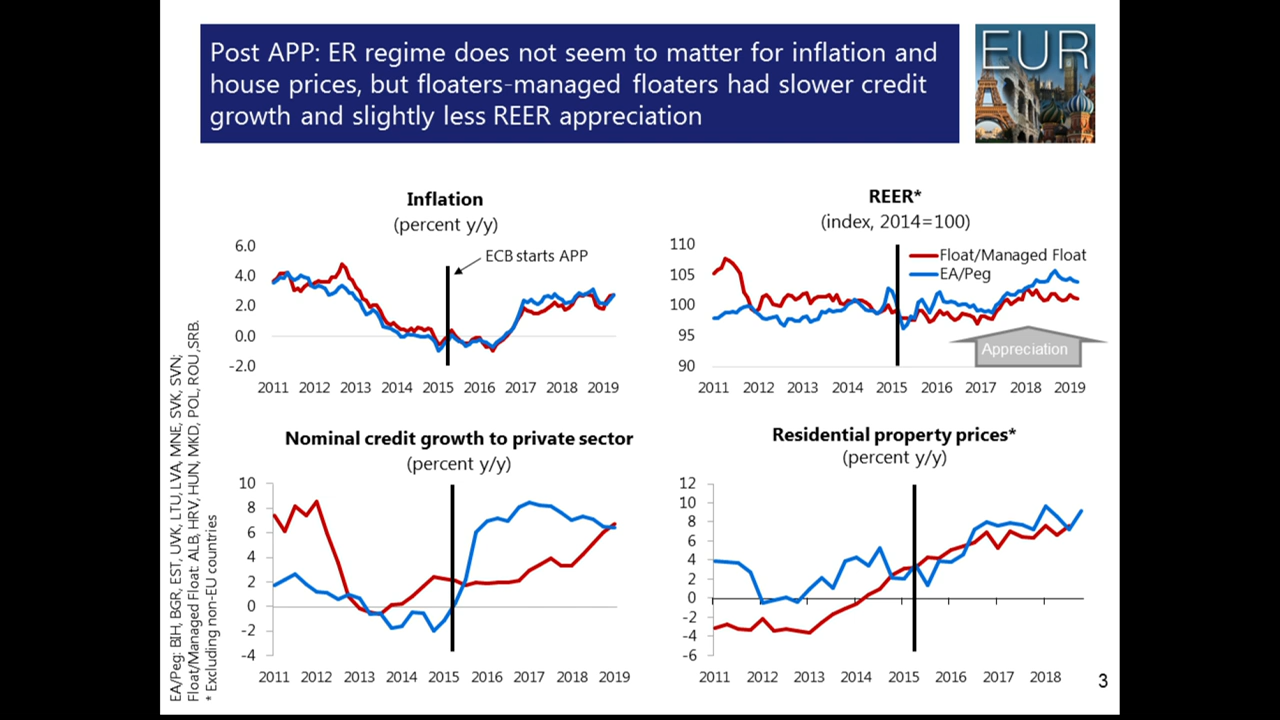 Post APP: ER regime does not seem to matter for inflation and
house prices, but floaters-managed floaters had slower credit
growth and slightly less REER appreciation
EUR
Inflation
(percent y/y)
ECB starts APP
6.0
4.0
2.0
0.0
-2.0
2011 2012 2013 2014 2015 2016 2017 2018 2019
REER*
(index, 2014=100)
Float/Managed Float
EA/Peg
110
105
100
95
90
Appreciation
2011 2012 2013 2014 2015 2016 2017 2018 2019
Nominal credit growth to private sector
(percent y/y)
10
8
6
4
2
0
-2
-4
2011 2012 2013 2014 2015 2016 2017 2018 2019
Residential property prices*
(percent y/y)
12
10
8
6
4
2
0
-2
-4
-6
2011 2012 2013 2014 2015 2016 2017 2018
EA/Peg: BIH, BGR, EST, UVK, LTU, LVA, MNE, SVK, SVN;
Float/Managed Float: ALB, HRV, HUN, MKD, POL, ROU,SRB.
* Excluding non-EU countries
3